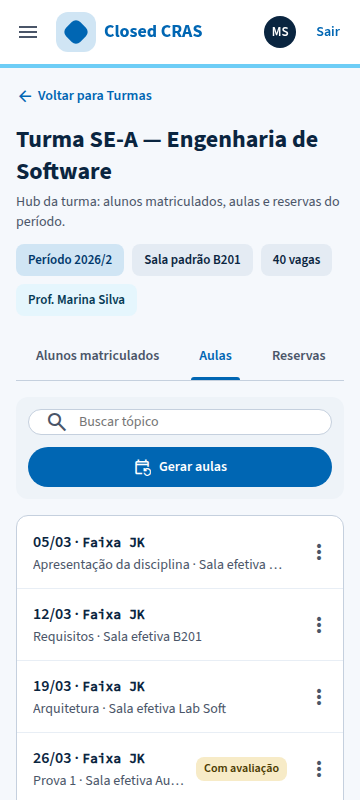 Closed CRAS
MS
Sair
Voltar para Turmas
Turma SE-A — Engenharia de
Software
Hub da turma: alunos matriculados, aulas e reservas do
período.
Período 2026/2
Sala padrão B201
40 vagas
Prof. Marina Silva
Alunos matriculados
Aulas
Reservas
Buscar tópico
Gerar aulas
05/03 · Faixa JK
Apresentação da disciplina · Sala efetiva …
12/03 · Faixa JK
Requisitos · Sala efetiva B201
19/03 · Faixa JK
Arquitetura · Sala efetiva Lab Soft
26/03 · Faixa JK
Com avaliação
Prova 1 · Sala efetiva Au…